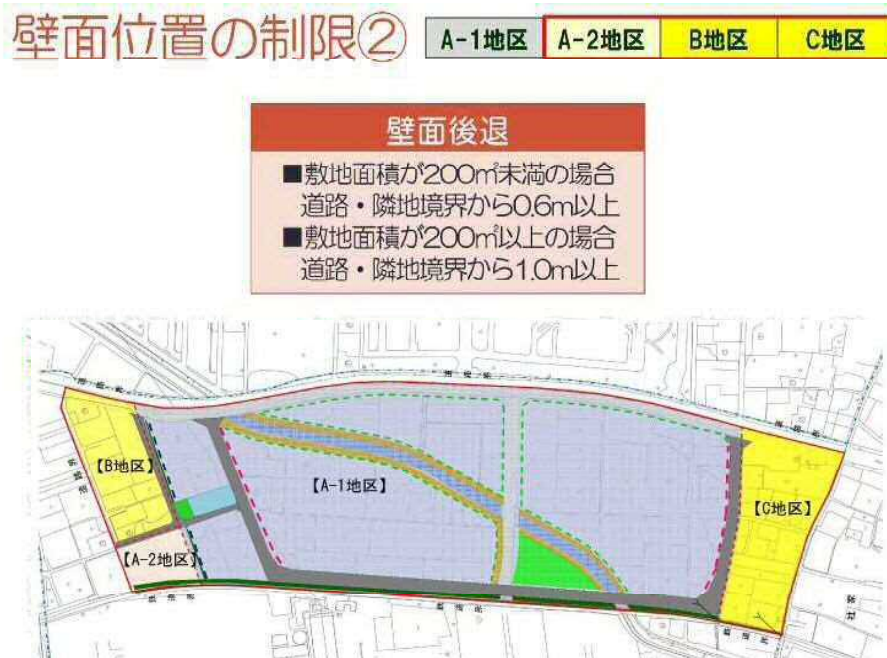 壁面位置の制限②
A-1地区 A-2地区 B地区 C地区
壁面後退
■敷地面積が200㎡未満の場合
道路・隣地境界から0.6m以上
■敷地面積が200㎡以上の場合
道路・隣地境界から1.0m以上
【B地区】
【A-1地区】
【C地区】
【A-2地区】